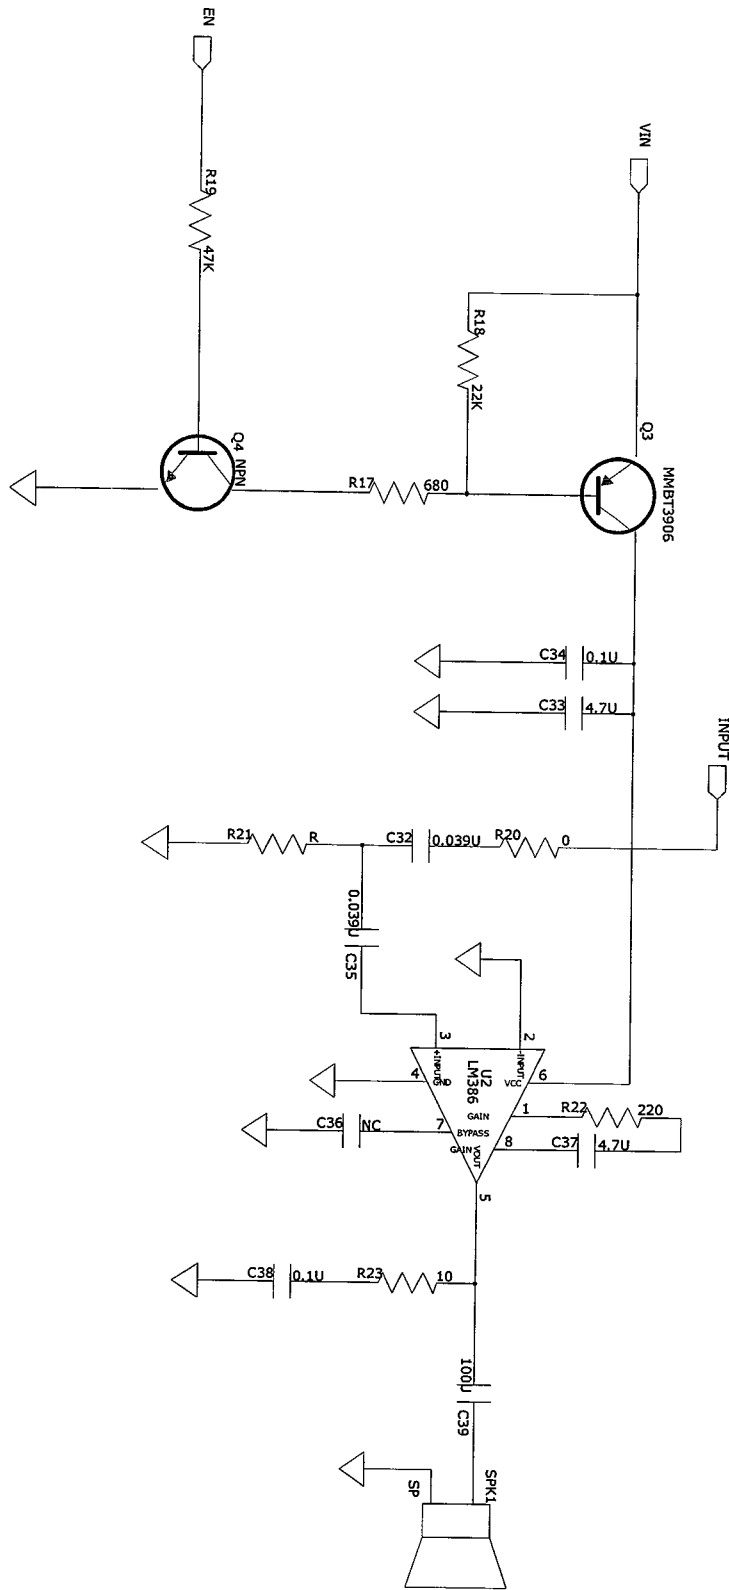 EN
R19
47K
VIN
R18
22K
Q3
MMBT3906
Q4 NPN
R17
680
C34
0.1U
C33
4.7U
INPUT
R21
R
C32
0.039U
R20
0
0.039U
C35
3
2
+INPUT
-INPUT
U2
LM386
4
GND
VCC
6
GAIN
1
R22
220
C36
NC
7
BYPASS
GAIN
VOUT
8
C37
4.7U
5
C38
0.1U
R23
10
100U
C39
SP
SPK1